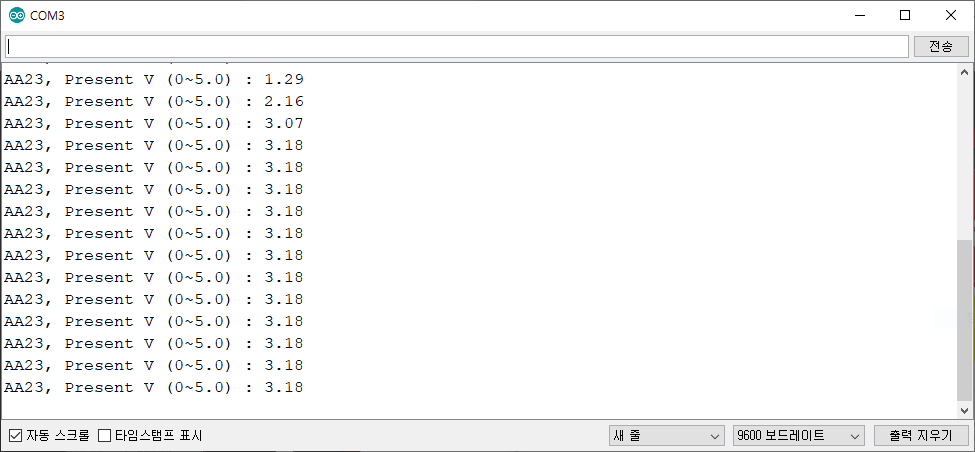 COM3
전송
AA23, Present V (0~5.0) : 1.29
AA23, Present V (0~5.0) : 2.16
AA23, Present V (0~5.0) : 3.07
AA23, Present V (0~5.0) : 3.18
AA23, Present V (0~5.0) : 3.18
AA23, Present V (0~5.0) : 3.18
AA23, Present V (0~5.0) : 3.18
AA23, Present V (0~5.0) : 3.18
AA23, Present V (0~5.0) : 3.18
AA23, Present V (0~5.0) : 3.18
AA23, Present V (0~5.0) : 3.18
AA23, Present V (0~5.0) : 3.18
AA23, Present V (0~5.0) : 3.18
AA23, Present V (0~5.0) : 3.18
AA23, Present V (0~5.0) : 3.18
자동 스크롤 타임스탬프 표시 새 줄 9600 보드레이트 출력 지우기